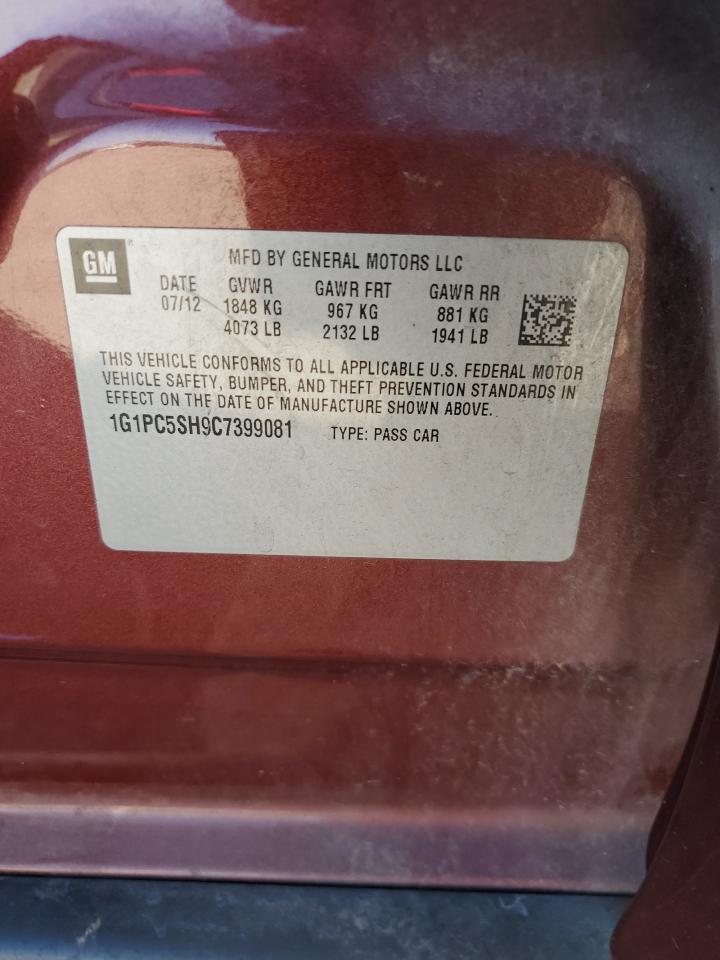 GM
MFD BY GENERAL MOTORS LLC
DATE GVWR GAWR FRT GAWR RR
07/12 1848 KG 967 KG 881 KG
4073 LB 2132 LB 1941 LB
THIS VEHICLE CONFORMS TO ALL APPLICABLE U.S. FEDERAL MOTOR
VEHICLE SAFETY, BUMPER, AND THEFT PREVENTION STANDARDS IN
EFFECT ON THE DATE OF MANUFACTURE SHOWN ABOVE.
1G1PC5SH9C7399081 TYPE: PASS CAR